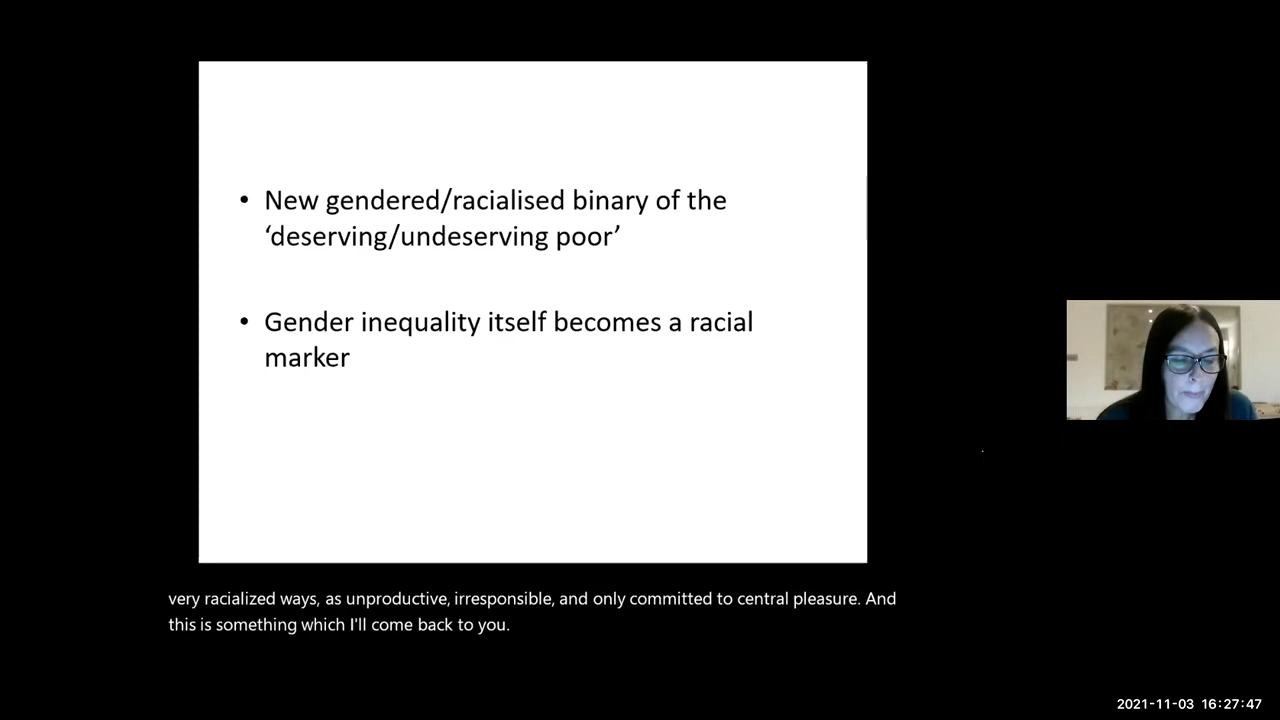 • New gendered/racialised binary of the
‘deserving/undeserving poor’
• Gender inequality itself becomes a racial
marker
very racialized ways, as unproductive, irresponsible, and only committed to central pleasure. And
this is something which I'll come back to you.
2021-11-03 16:27:47